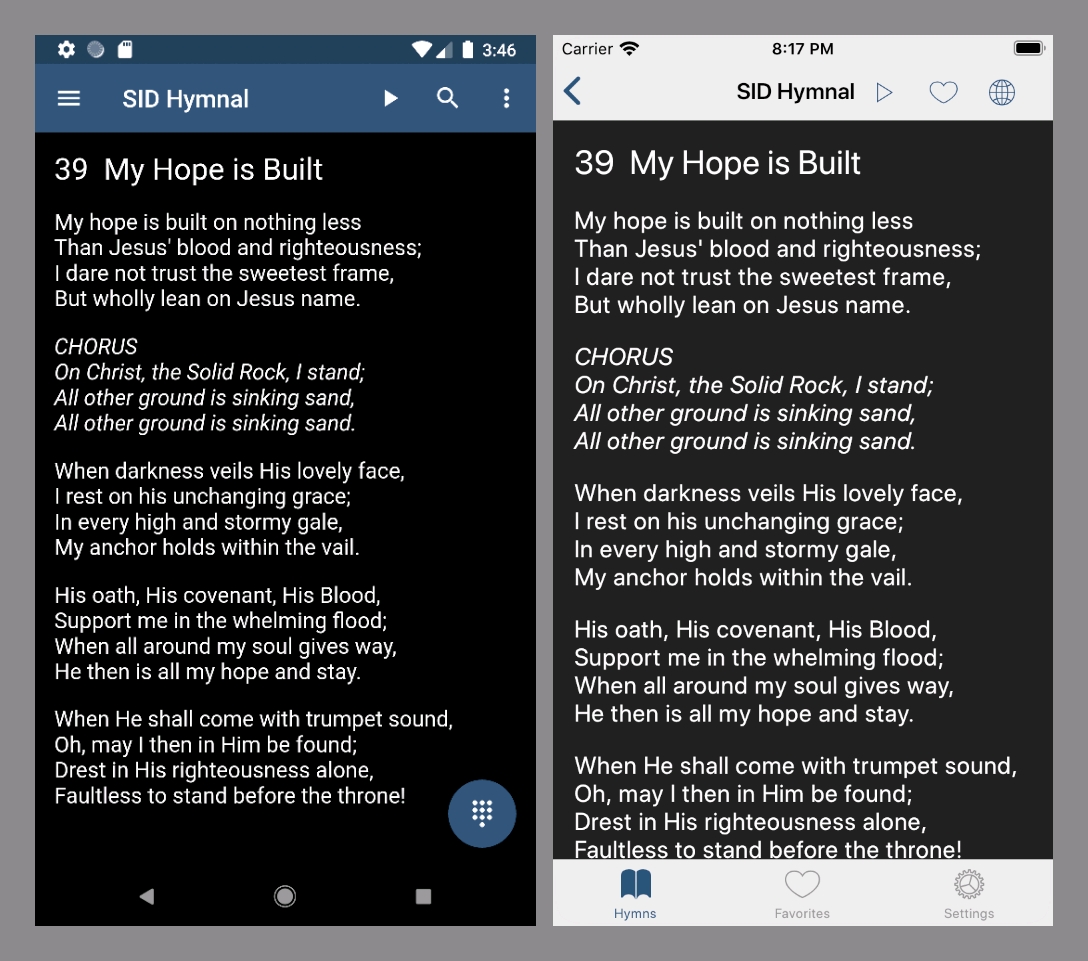 3:46
SID Hymnal
39 My Hope is Built
My hope is built on nothing less
Than Jesus' blood and righteousness;
I dare not trust the sweetest frame,
But wholly lean on Jesus name.
CHORUS
On Christ, the Solid Rock, I stand;
All other ground is sinking sand,
All other ground is sinking sand.
When darkness veils His lovely face,
I rest on his unchanging grace;
In every high and stormy gale,
My anchor holds within the vail.
His oath, His covenant, His Blood,
Support me in the whelming flood;
When all around my soul gives way,
He then is all my hope and stay.
When He shall come with trumpet sound,
Oh, may I then in Him be found;
Drest in His righteousness alone,
Faultless to stand before the throne!
Carrier 8:17 PM
SID Hymnal
39 My Hope is Built
My hope is built on nothing less
Than Jesus' blood and righteousness;
I dare not trust the sweetest frame,
But wholly lean on Jesus name.
CHORUS
On Christ, the Solid Rock, I stand;
All other ground is sinking sand,
All other ground is sinking sand.
When darkness veils His lovely face,
I rest on his unchanging grace;
In every high and stormy gale,
My anchor holds within the vail.
His oath, His covenant, His Blood,
Support me in the whelming flood;
When all around my soul gives way,
He then is all my hope and stay.
When He shall come with trumpet sound,
Oh, may I then in Him be found;
Drest in His righteousness alone,
Faultless to stand before the throne!
Hymns Favorites Settings